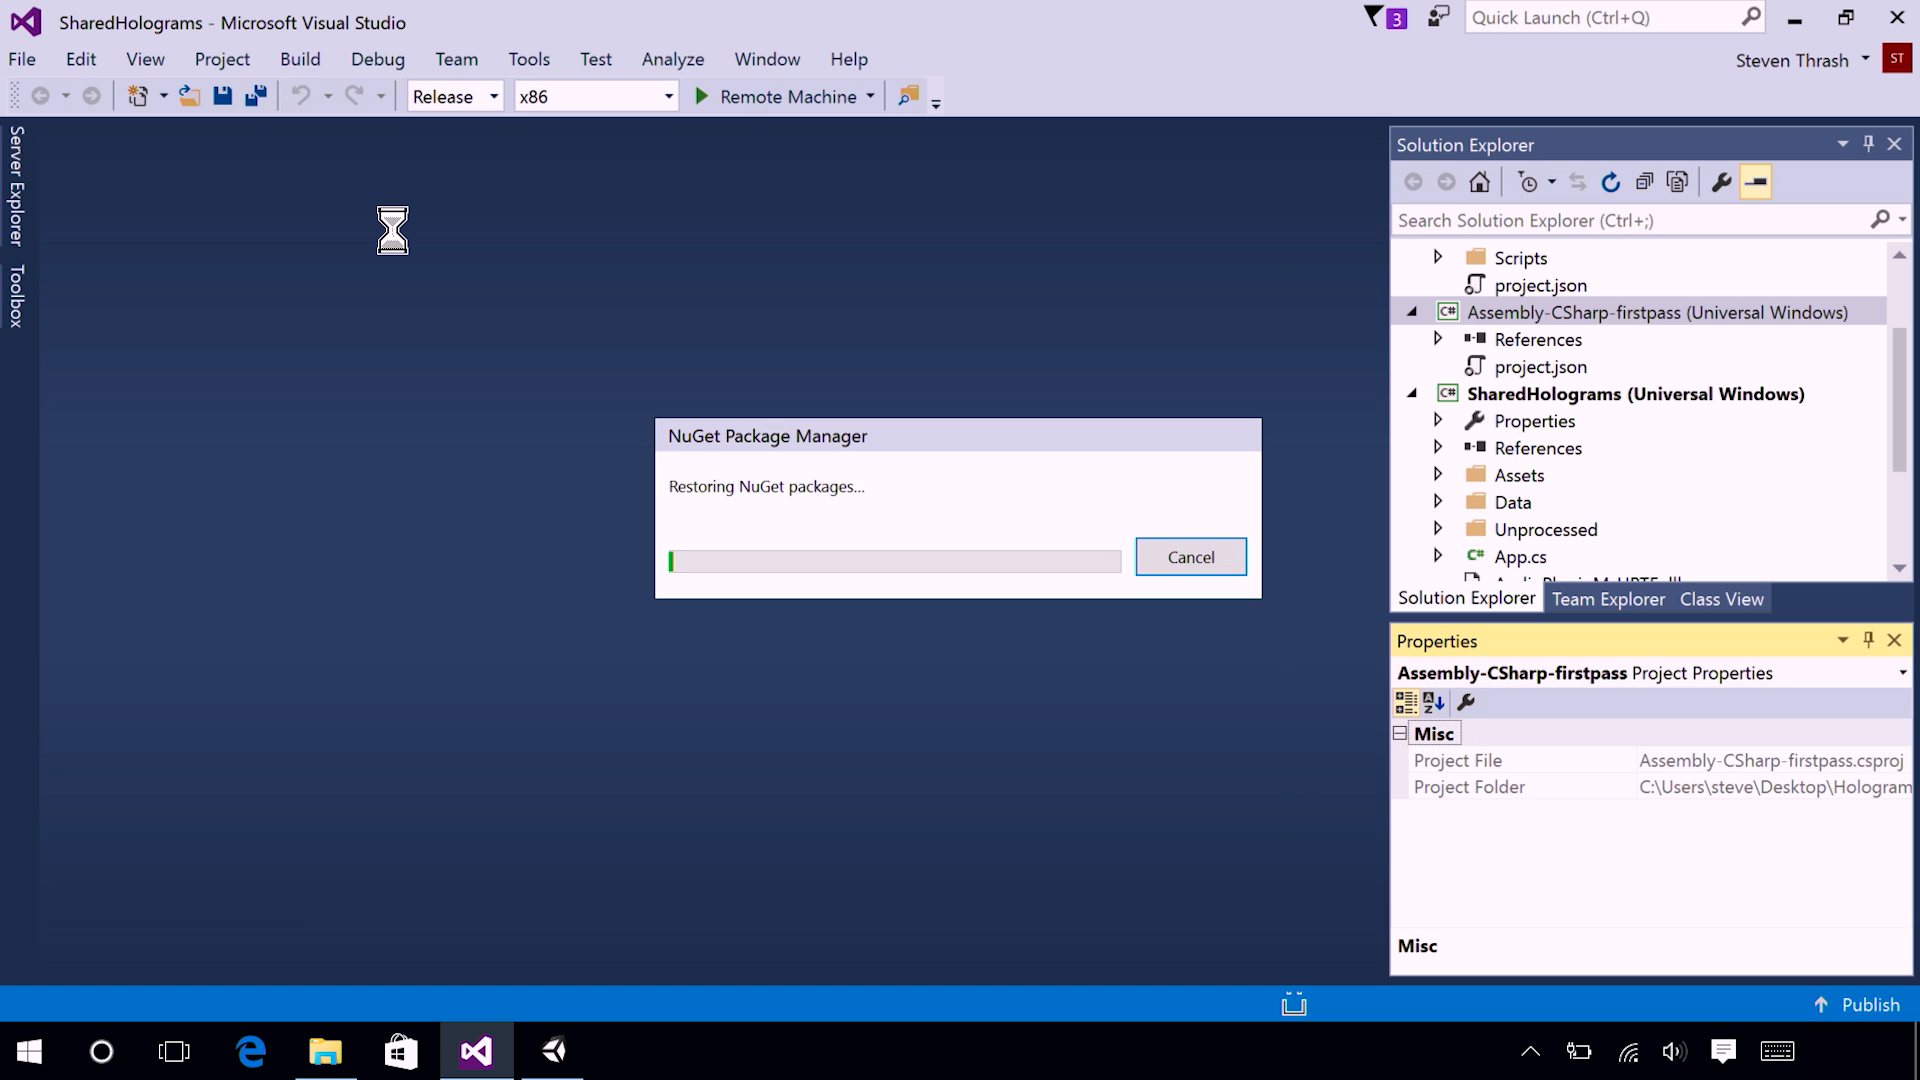 SharedHolograms - Microsoft Visual Studio
3
Quick Launch (Ctrl+Q)
File Edit View Project Build Debug Team Tools Test Analyze Window Help
Steven Thrash
ST
Release
x86
Remote Machine
Server Explorer
Toolbox
Solution Explorer
Search Solution Explorer (Ctrl+;)
Scripts
project.json
C# Assembly-CSharp-firstpass (Universal Windows)
References
project.json
C# SharedHolograms (Universal Windows)
Properties
References
Assets
Data
Unprocessed
C# App.cs
Solution Explorer Team Explorer Class View
NuGet Package Manager
Restoring NuGet packages...
Cancel
Properties
Assembly-CSharp-firstpass Project Properties
Misc
Project File Assembly-CSharp-firstpass.csproj
Project Folder C:\Users\steve\Desktop\Hologram
Misc
Publish